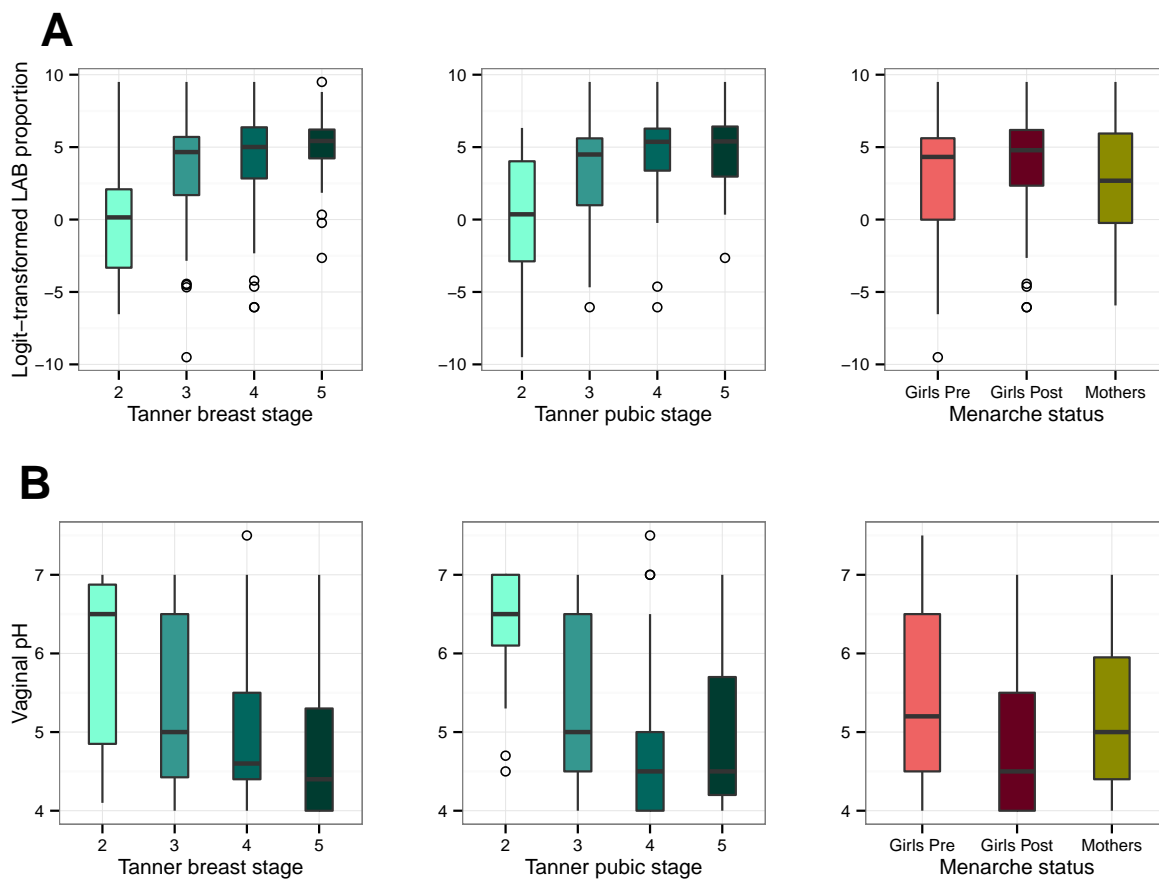 A
Logit−transformed LAB proportion
10
5
0
−5
−10
2 3 4 5
Tanner breast stage
10
5
0
−5
−10
2 3 4 5
Tanner pubic stage
10
5
0
−5
−10
Girls Pre Girls Post Mothers
Menarche status
B
Vaginal pH
7
6
5
4
2 3 4 5
Tanner breast stage
7
6
5
4
2 3 4 5
Tanner pubic stage
7
6
5
4
Girls Pre Girls Post Mothers
Menarche status